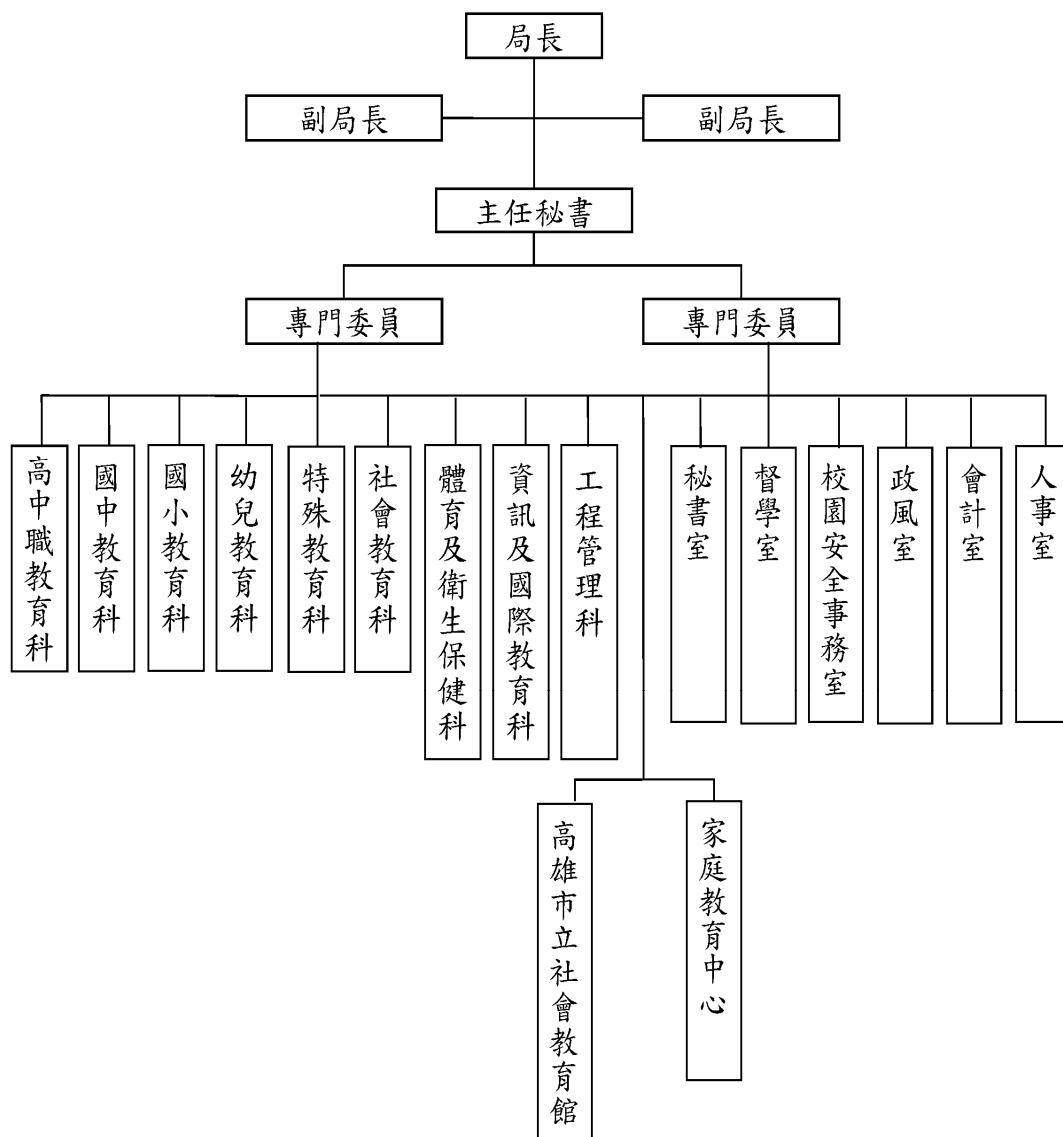 局長
副局長
副局長
主任秘書
專門委員
專門委員
高中職教育科
國中教育科
國小教育科
幼兒教育科
特殊教育科
社會教育科
體育及衛生保健科
資訊及國際教育科
工程管理科
秘書室
督學室
校園安全事務室
政風室
會計室
人事室
高雄市立社會教育館
家庭教育中心